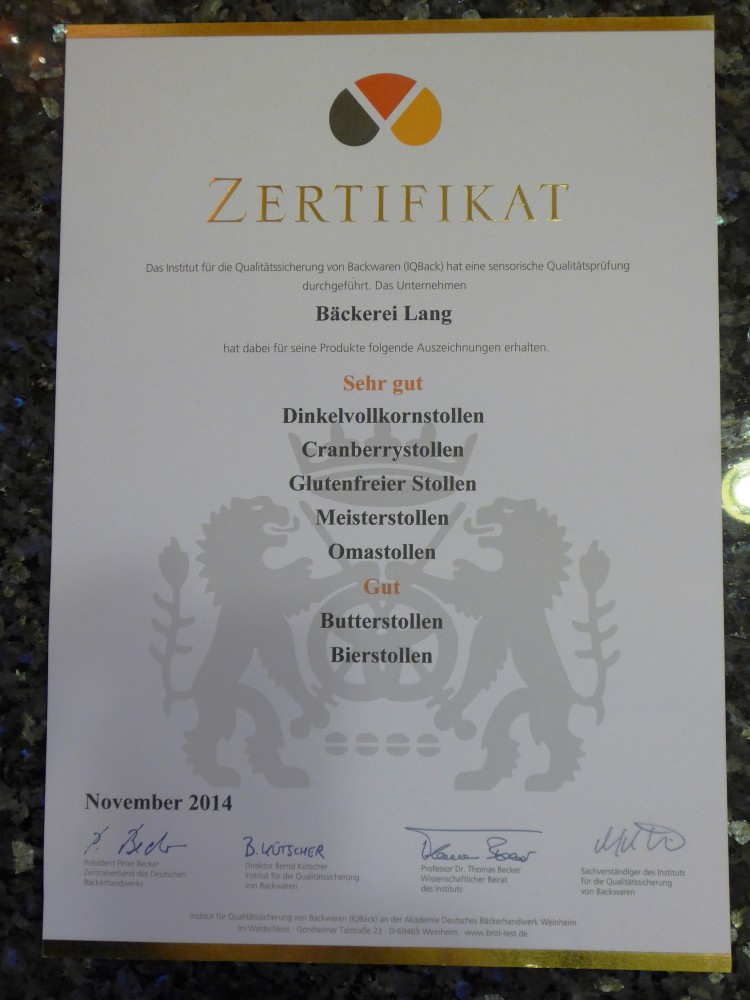 ZERTIFIKAT
Das Institut für die Qualitätssicherung von Backwaren (IQBack) hat eine sensorische Qualitätsprüfung
durchgeführt. Das Unternehmen
Bäckerei Lang
hat dabei für seine Produkte folgende Auszeichnungen erhalten.
Sehr gut
Dinkelvollkornstollen
Cranberrystollen
Glutenfreier Stollen
Meisterstollen
Omastollen
Gut
Butterstollen
Bierstollen
November 2014
P. Becker
Präsident Peter Becker
Zentralverband des Deutschen
Bäckerhandwerks
B. KÜTSCHER
Direktor Bernd Kütscher
Institut für die Qualitätssicherung
von Backwaren
Professor Dr. Thomas Becker
Wissenschaftlicher Beirat
des Instituts
Sachverständiger des Instituts
für die Qualitätssicherung
von Backwaren
Institut für Qualitätssicherung von Backwaren (IQBack) an der Akademie Deutsches Bäckerhandwerk Weinheim
Im Waldschloss · Gorxheimer Talstraße 23 · D-69469 Weinheim · www.brot-test.de